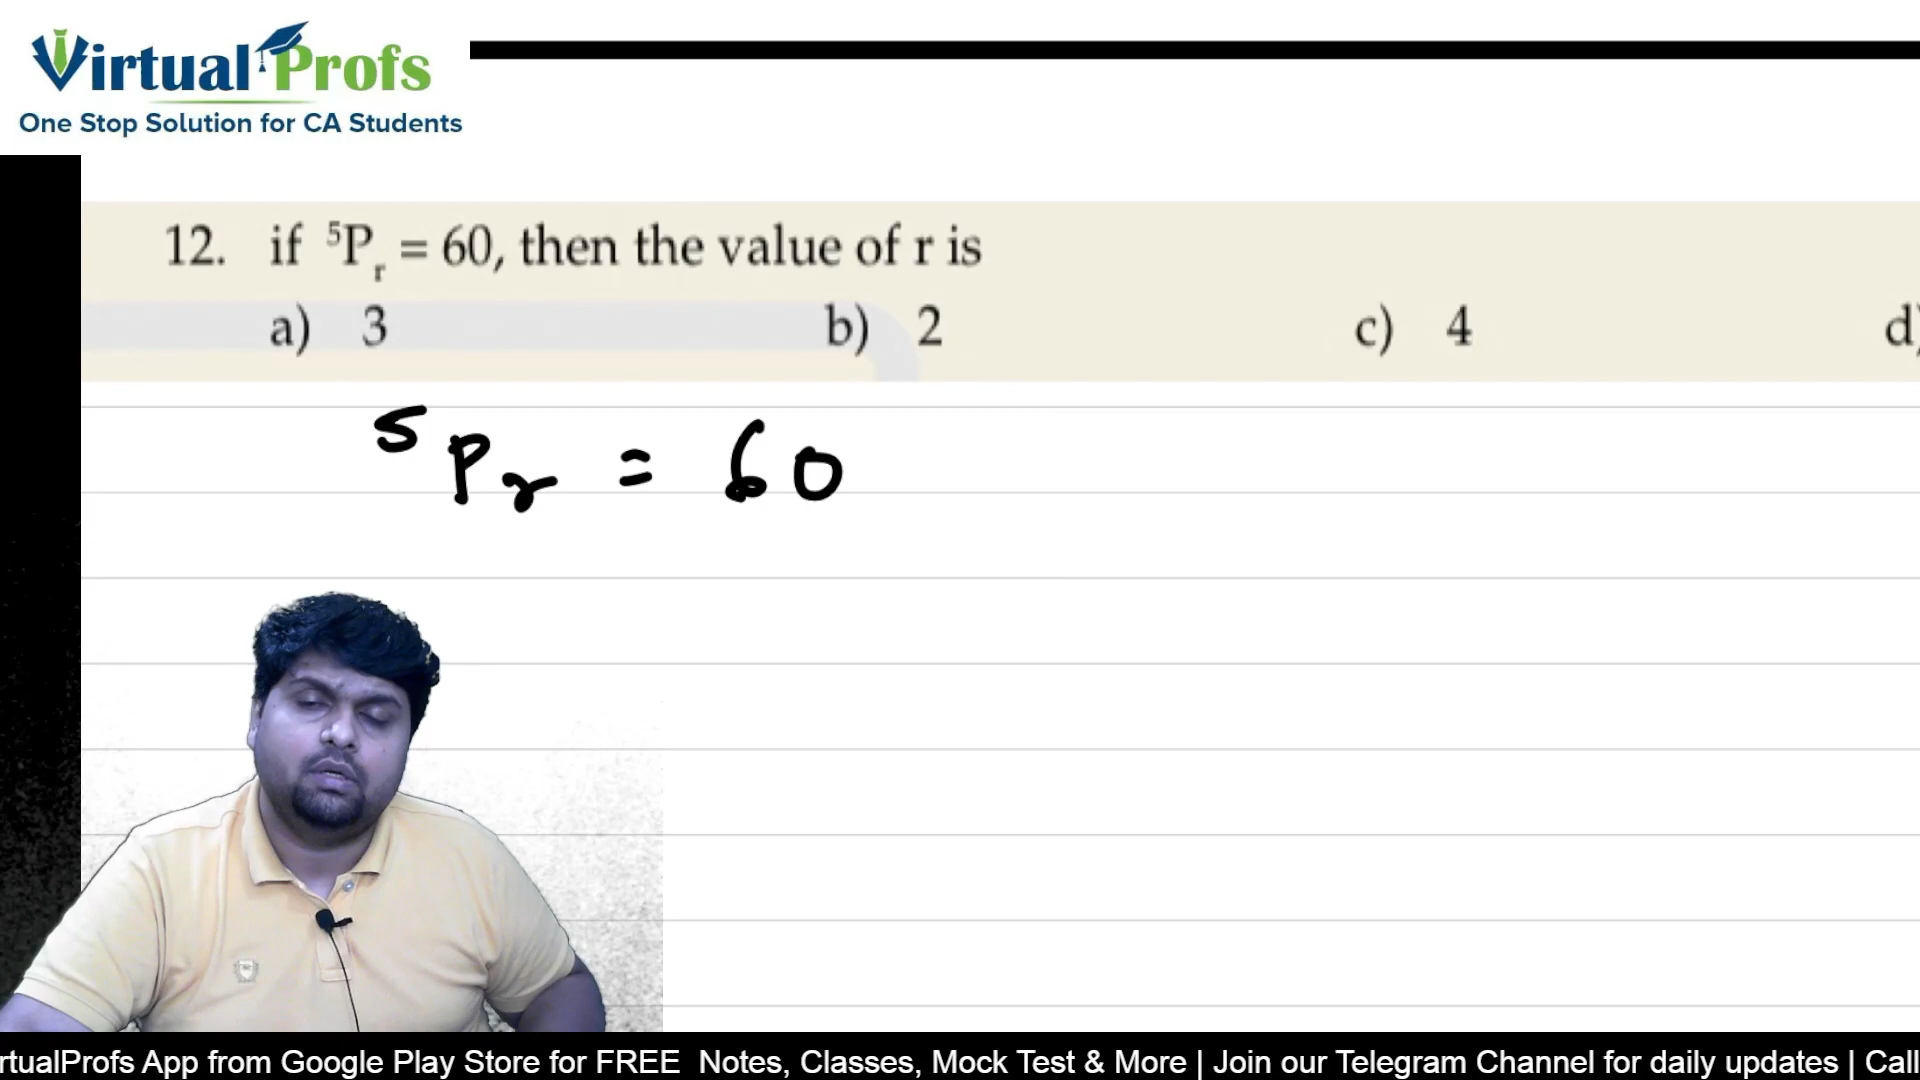 Virtual Profs
One Stop Solution for CA Students
12. if ⁵Pᵣ = 60, then the value of r is
a) 3 b) 2 c) 4 d)
⁵Pᵣ = 60
rtualProfs App from Google Play Store for FREE Notes, Classes, Mock Test & More | Join our Telegram Channel for daily updates | Call